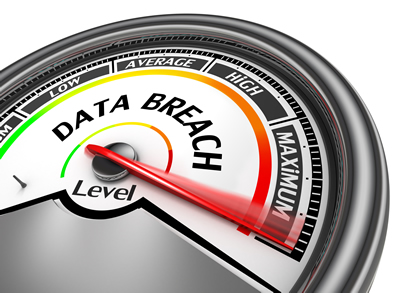 LOW
AVERAGE
HIGH
MAXIMUM
DATA BREACH
Level